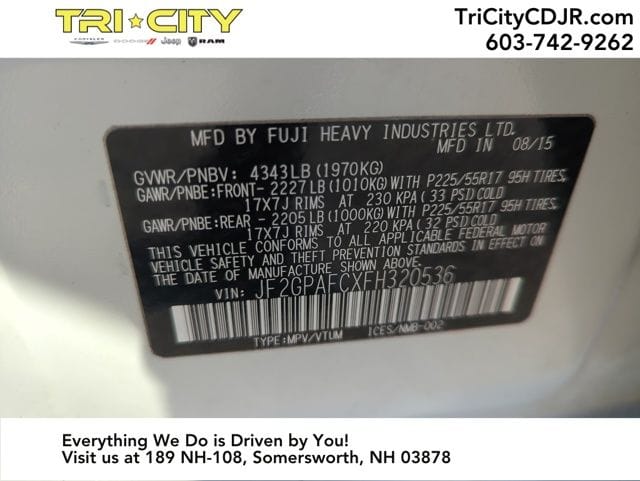 TRI CITY
CHRYSLER DODGE Jeep RAM
TriCityCDJR.com
603-742-9262
MFD BY FUJI HEAVY INDUSTRIES LTD.
MFD IN 08/15
GVWR/PNBV: 4343LB(1970KG)
GAWR/PNBE:FRONT- 2227LB(1010KG)WITH P225/55R17 95H TIRES,
17X7J RIMS AT 230 KPA(33 PSI)COLD
GAWR/PNBE:REAR - 2205LB(1000KG)WITH P225/55R17 95H TIRES,
17X7J RIMS AT 220 KPA(32 PSI)COLD
THIS VEHICLE CONFORMS TO ALL APPLICABLE FEDERAL MOTOR
VEHICLE SAFETY AND THEFT PREVENTION STANDARDS IN EFFECT ON
THE DATE OF MANUFACTURE SHOWN ABOVE.
VIN: JF2GPAFCXFH320536
TYPE:MPV/VTUM ICES/NMB-002
Everything We Do is Driven by You!
Visit us at 189 NH-108, Somersworth, NH 03878